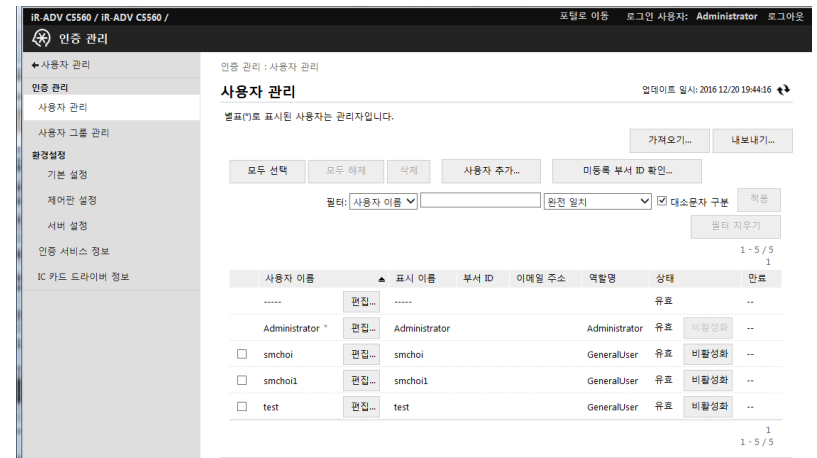 iR-ADV C5560 / iR-ADV C5560 /
포털로 이동 로그인 사용자: Administrator 로그아웃
인증 관리
사용자 관리
인증 관리
사용자 관리
사용자 그룹 관리
환경설정
기본 설정
제어판 설정
서버 설정
인증 서비스 정보
IC 카드 드라이버 정보
인증 관리 : 사용자 관리
사용자 관리
업데이트 일시: 2016 12/20 19:44:16
별표(*)로 표시된 사용자는 관리자입니다.
가져오기... 내보내기...
모두 선택 모두 해제 삭제 사용자 추가... 미등록 부서 ID 확인...
필터: 사용자 이름 완전 일치 대소문자 구분 적용
필터 지우기
1 - 5 / 5
1
사용자 이름 ▲ 표시 이름 부서 ID 이메일 주소 역할명 상태 만료
----- 편집... ----- 유효 --
Administrator * 편집... Administrator Administrator 유효 비활성화 --
smchoi 편집... smchoi GeneralUser 유효 비활성화 --
smchoi1 편집... smchoi1 GeneralUser 유효 비활성화 --
test 편집... test GeneralUser 유효 비활성화 --
1
1 - 5 / 5